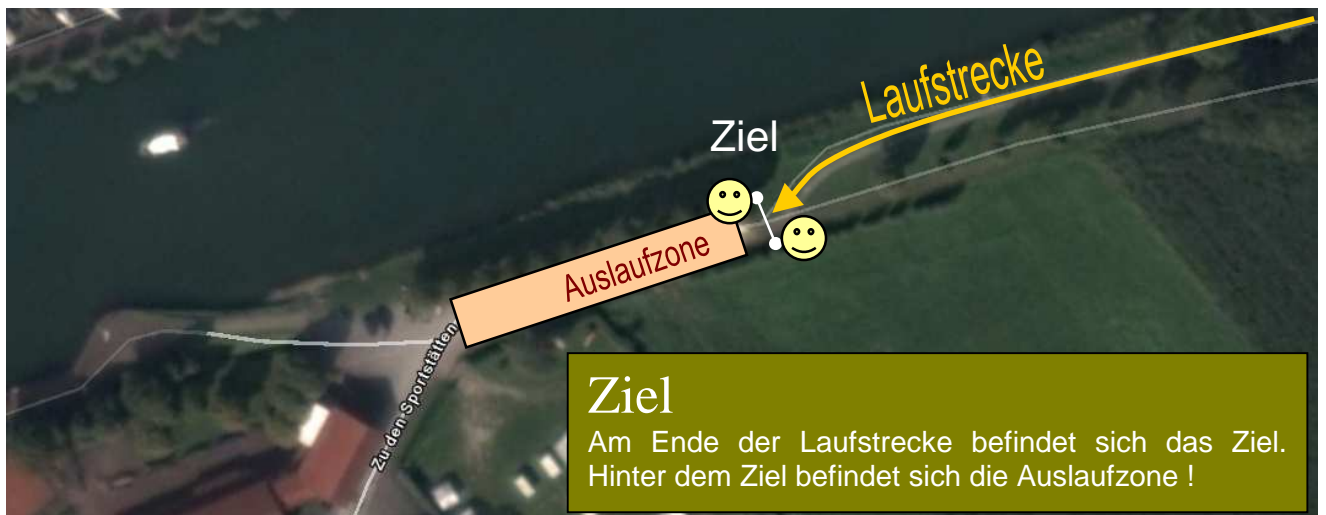 Laufstrecke
Ziel
Auslaufzone
Zu den Sportstätten
Ziel
Am Ende der Laufstrecke befindet sich das Ziel.
Hinter dem Ziel befindet sich die Auslaufzone !